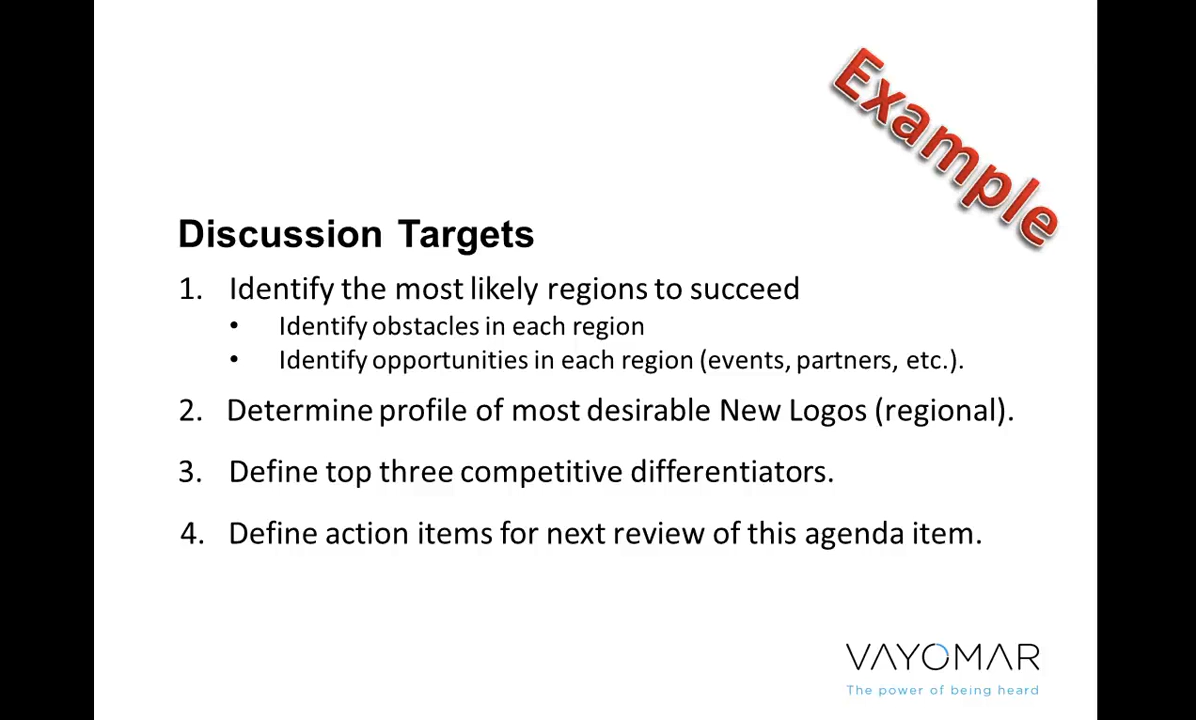 Example
Discussion Targets
1. Identify the most likely regions to succeed
• Identify obstacles in each region
• Identify opportunities in each region (events, partners, etc.).
2. Determine profile of most desirable New Logos (regional).
3. Define top three competitive differentiators.
4. Define action items for next review of this agenda item.
VAYOMAR
The power of being heard